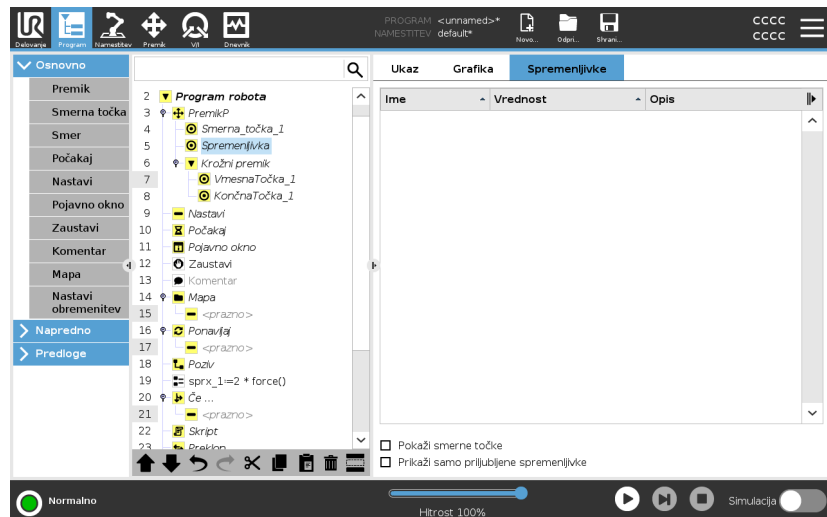 PROGRAM <unnamed>*
NAMESTITEV default*
CCCC
CCCC
Delovanje
Program
Namestitev
Premik
V/I
Dnevnik
Novo...
Odpri...
Shrani...
Osnovno
Premik
Smerna točka
Smer
Počakaj
Nastavi
Pojavno okno
Zaustavi
Komentar
Mapa
Nastavi
obremenitev
Napredno
Predloge
2 Program robota
3 PremikP
4 Smerna_točka_1
5 Spremenljivka
6 Krožni premik
7 VmesnaTočka_1
8 KončnaTočka_1
9 Nastavi
10 Počakaj
11 Pojavno okno
12 Zaustavi
13 Komentar
14 Mapa
15 <prazno>
16 Ponavljaj
17 <prazno>
18 Poziv
19 sprx_1:=2 * force()
20 Če ...
21 <prazno>
22 Skript
23 Preklop
Ukaz
Grafika
Spremenljivke
Ime
Vrednost
Opis
Pokaži smerne točke
Prikaži samo priljubljene spremenljivke
Normalno
Hitrost 100%
Simulacija